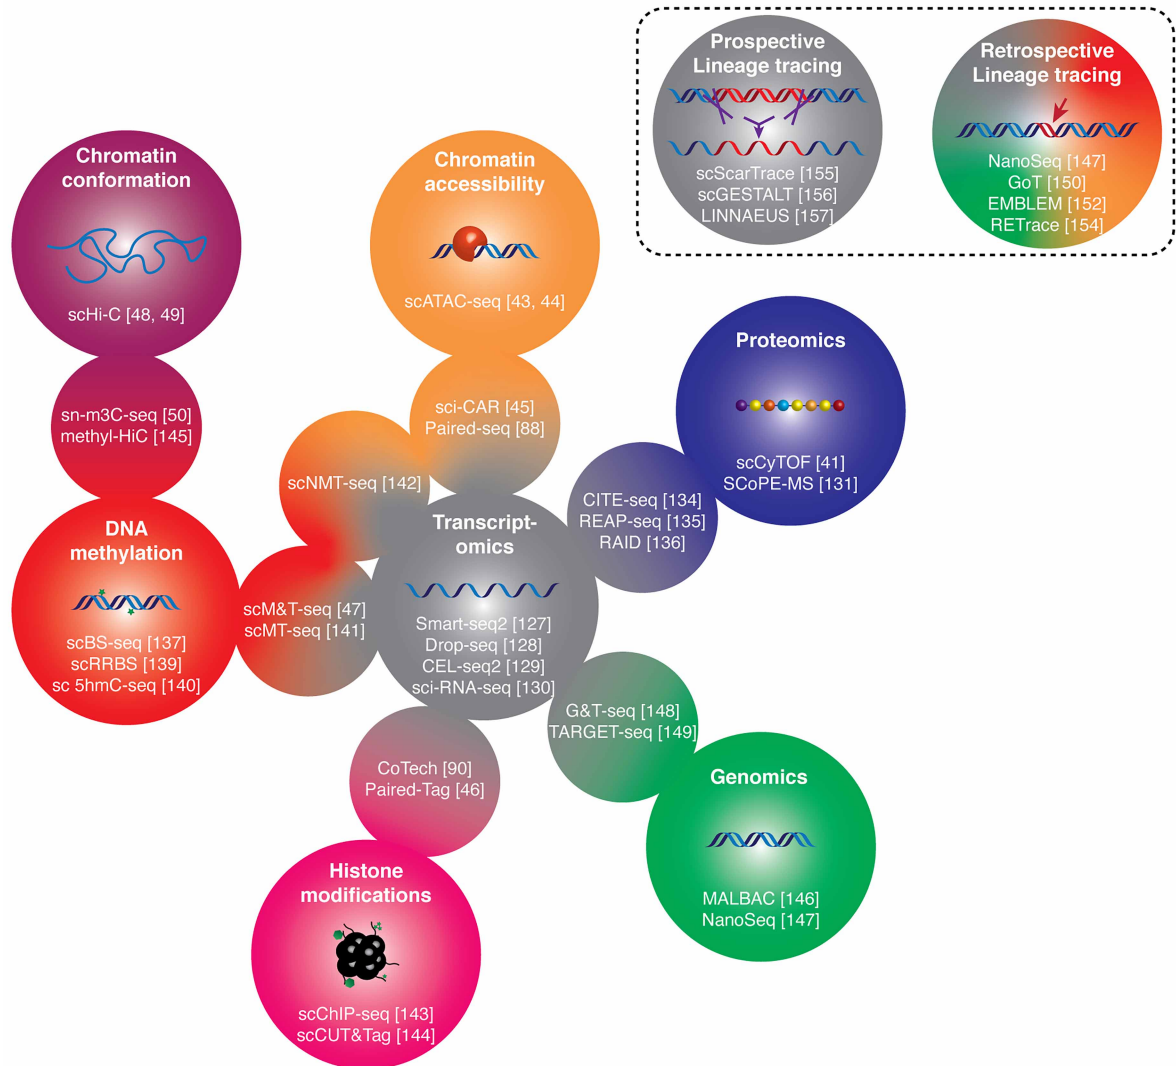 Prospective
Lineage tracing
scScarTrace [155]
scGESTALT [156]
LINNAEUS [157]
Retrospective
Lineage tracing
NanoSeq [147]
GoT [150]
EMBLEM [152]
RETrace [154]
Chromatin
conformation
scHi-C [48, 49]
Chromatin
accessibility
scATAC-seq [43, 44]
Proteomics
scCyTOF [41]
SCoPE-MS [131]
sn-m3C-seq [50]
methyl-HiC [145]
sci-CAR [45]
Paired-seq [88]
scNMT-seq [142]
CITE-seq [134]
REAP-seq [135]
RAID [136]
DNA
methylation
scBS-seq [137]
scRRBS [139]
sc 5hmC-seq [140]
scM&T-seq [47]
scMT-seq [141]
Transcript-
omics
Smart-seq2 [127]
Drop-seq [128]
CEL-seq2 [129]
sci-RNA-seq [130]
G&T-seq [148]
TARGET-seq [149]
CoTech [90]
Paired-Tag [46]
Genomics
MALBAC [146]
NanoSeq [147]
Histone
modifications
scChIP-seq [143]
scCUT&Tag [144]